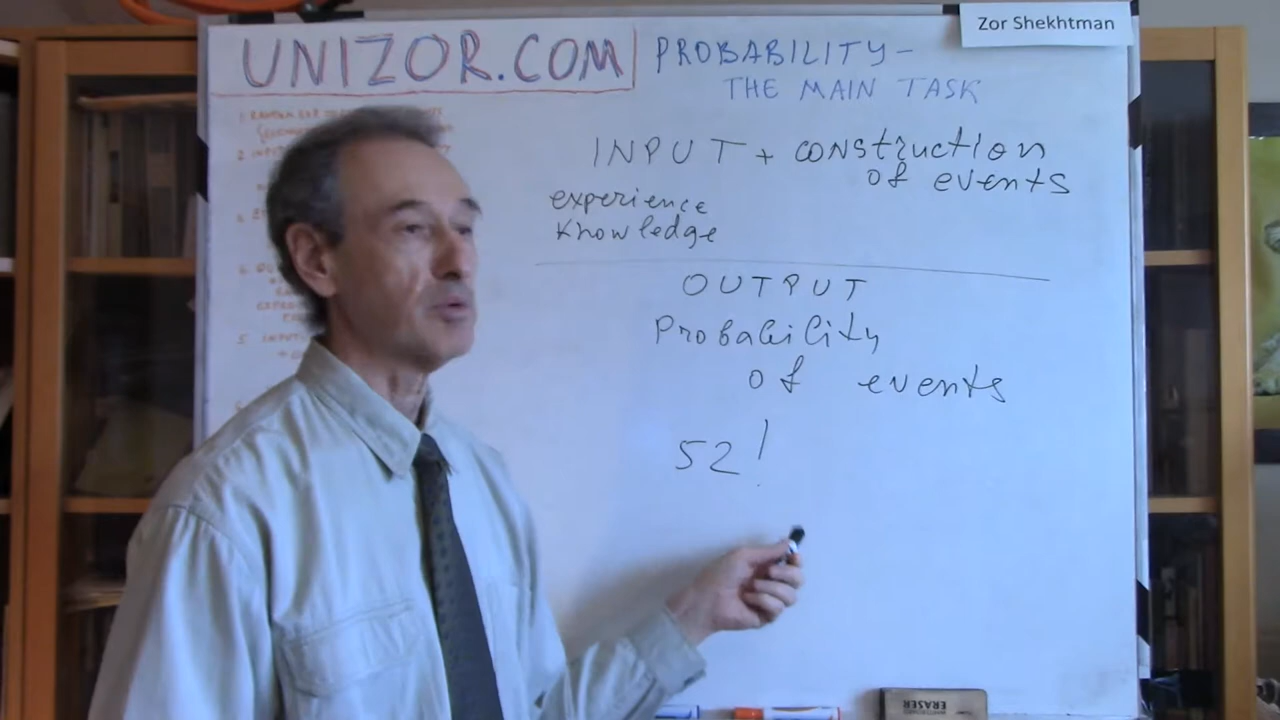 Zor Shekhtman
UNIZOR.COM
PROBABILITY -
THE MAIN TASK
INPUT + CONStruction
of events
experience
Knowledge
OUTPUT
Probability
of events
52!
ERASER